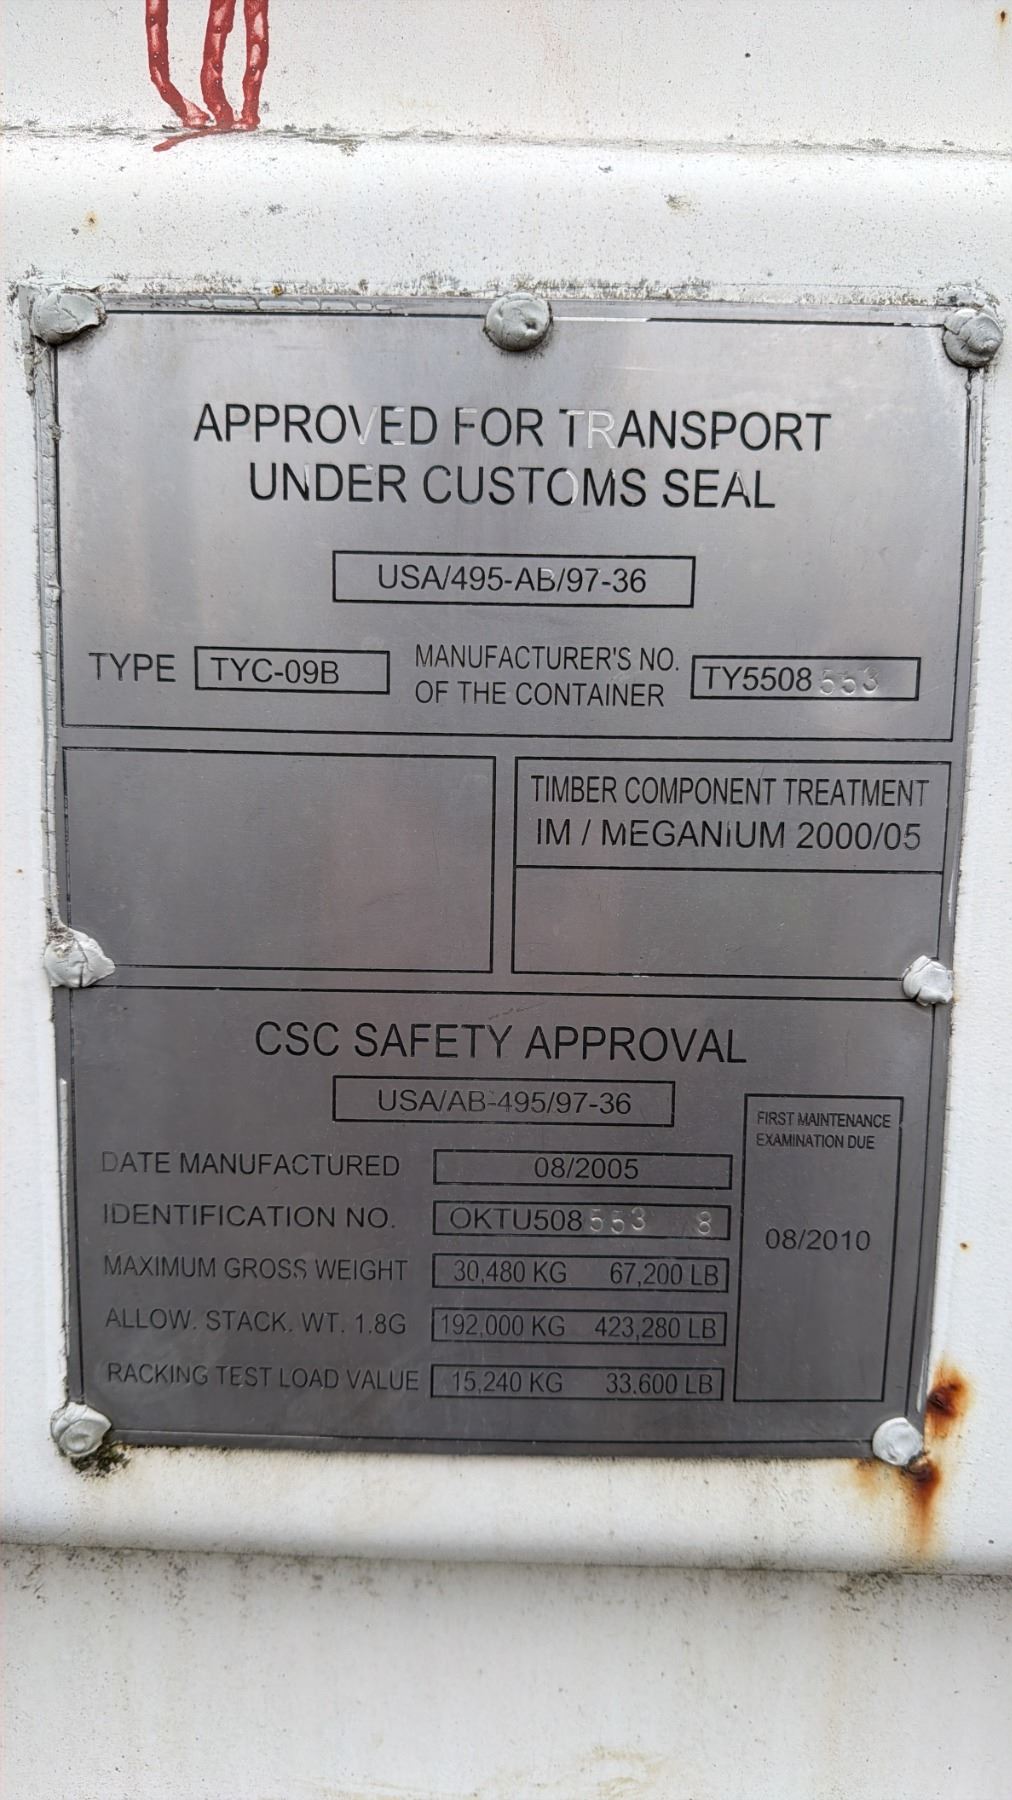 APPROVED FOR TRANSPORT
UNDER CUSTOMS SEAL
USA/495-AB/97-36
TYPE TYC-09B
MANUFACTURER'S NO.
OF THE CONTAINER
TY5508553
TIMBER COMPONENT TREATMENT
IM / MEGANIUM 2000/05
CSC SAFETY APPROVAL
USA/AB-495/97-36
DATE MANUFACTURED 08/2005
IDENTIFICATION NO. OKTU508553 8
MAXIMUM GROSS WEIGHT 30,480 KG 67,200 LB
ALLOW. STACK. WT. 1.8G 192,000 KG 423,280 LB
RACKING TEST LOAD VALUE 15,240 KG 33.600 LB
FIRST MAINTENANCE
EXAMINATION DUE
08/2010